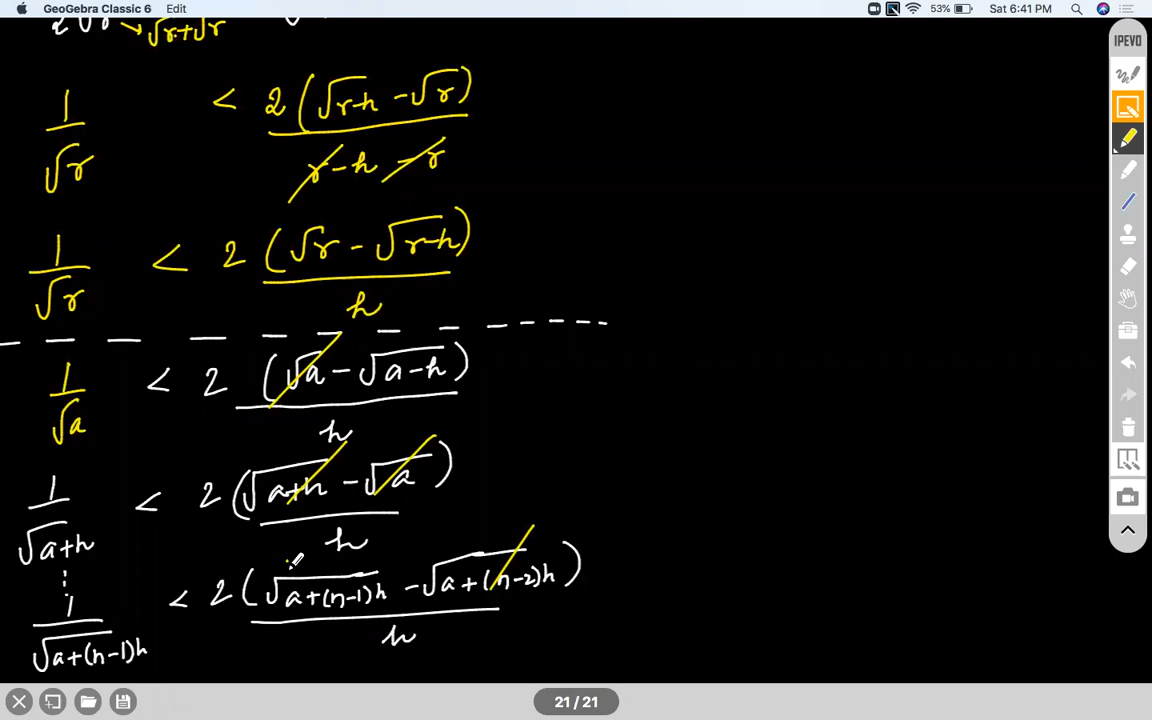 GeoGebra Classic 6 Edit 53% Sat 6:41 PM
IPEVO
→ √r+√r
1/√r < 2(√r-h - √r) / r-h-r
1/√r < 2(√r - √r-h) / h
1/√a < 2(√a - √a-h) / h
1/√a+h < 2(√a+h - √a) / h
⋮
1/√a+(n-1)h < 2(√a+(n-1)h - √a+(n-2)h) / h
21 / 21